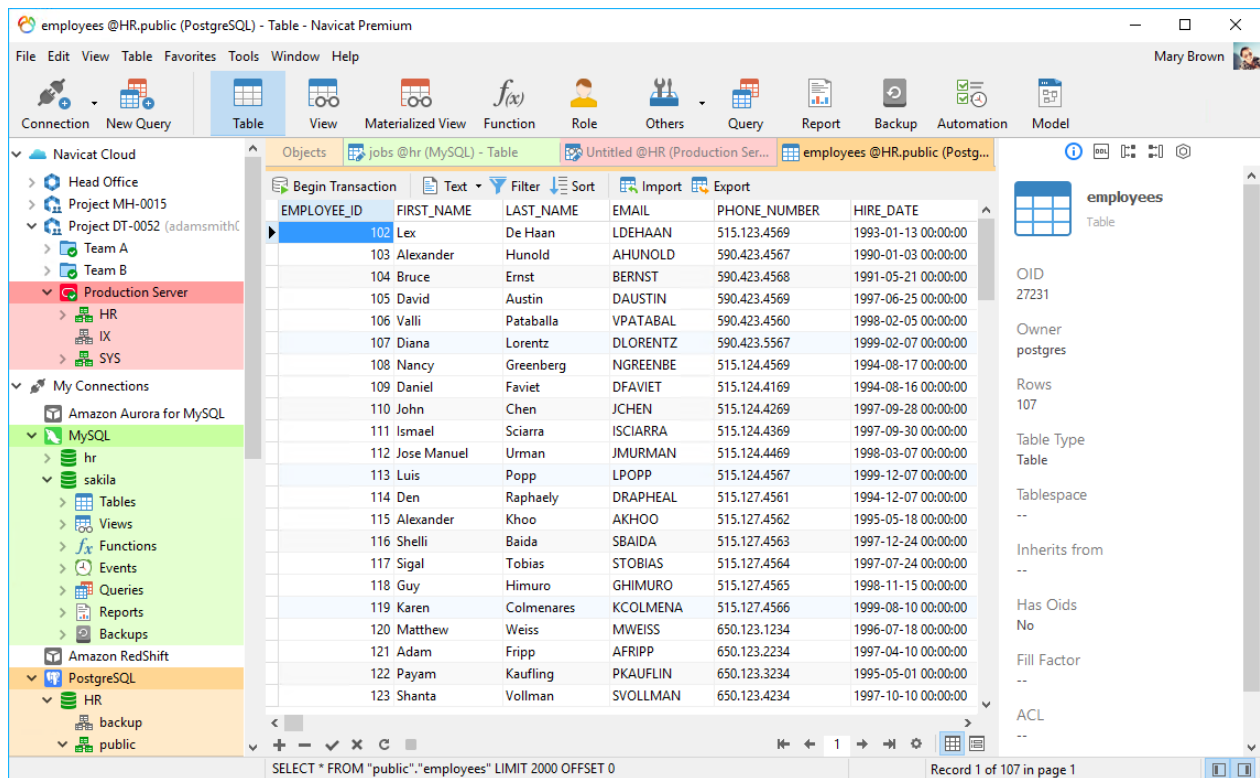 employees @HR.public (PostgreSQL) - Table - Navicat Premium
File Edit View Table Favorites Tools Window Help
Mary Brown
Connection New Query Table View Materialized View Function Role Others Query Report Backup Automation Model
Navicat Cloud
Head Office
Project MH-0015
Project DT-0052 (adamsmith
Team A
Team B
Production Server
HR
IX
SYS
My Connections
Amazon Aurora for MySQL
MySQL
hr
sakila
Tables
Views
Functions
Events
Queries
Reports
Backups
Amazon RedShift
PostgreSQL
HR
backup
public
Objects jobs @hr (MySQL) - Table Untitled @HR (Production Ser... employees @HR.public (Postg...
Begin Transaction Text Filter Sort Import Export
EMPLOYEE_ID FIRST_NAME LAST_NAME EMAIL PHONE_NUMBER HIRE_DATE
102 Lex De Haan LDEHAAN 515.123.4569 1993-01-13 00:00:00
103 Alexander Hunold AHUNOLD 590.423.4567 1990-01-03 00:00:00
104 Bruce Ernst BERNST 590.423.4568 1991-05-21 00:00:00
105 David Austin DAUSTIN 590.423.4569 1997-06-25 00:00:00
106 Valli Pataballa VPATABAL 590.423.4560 1998-02-05 00:00:00
107 Diana Lorentz DLORENTZ 590.423.5567 1999-02-07 00:00:00
108 Nancy Greenberg NGREENBE 515.124.4569 1994-08-17 00:00:00
109 Daniel Faviet DFAVIET 515.124.4169 1994-08-16 00:00:00
110 John Chen JCHEN 515.124.4269 1997-09-28 00:00:00
111 Ismael Sciarra ISCIARRA 515.124.4369 1997-09-30 00:00:00
112 Jose Manuel Urman JMURMAN 515.124.4469 1998-03-07 00:00:00
113 Luis Popp LPOPP 515.124.4567 1999-12-07 00:00:00
114 Den Raphaely DRAPHEAL 515.127.4561 1994-12-07 00:00:00
115 Alexander Khoo AKHOO 515.127.4562 1995-05-18 00:00:00
116 Shelli Baida SBAIDA 515.127.4563 1997-12-24 00:00:00
117 Sigal Tobias STOBIAS 515.127.4564 1997-07-24 00:00:00
118 Guy Himuro GHIMURO 515.127.4565 1998-11-15 00:00:00
119 Karen Colmenares KCOLMENA 515.127.4566 1999-08-10 00:00:00
120 Matthew Weiss MWEISS 650.123.1234 1996-07-18 00:00:00
121 Adam Fripp AFRIPP 650.123.2234 1997-04-10 00:00:00
122 Payam Kaufling PKAUFLIN 650.123.3234 1995-05-01 00:00:00
123 Shanta Vollman SVOLLMAN 650.123.4234 1997-10-10 00:00:00
1
SELECT * FROM "public"."employees" LIMIT 2000 OFFSET 0
Record 1 of 107 in page 1
DDL
employees
Table
OID
27231
Owner
postgres
Rows
107
Table Type
Table
Tablespace
--
Inherits from
--
Has Oids
No
Fill Factor
--
ACL
--